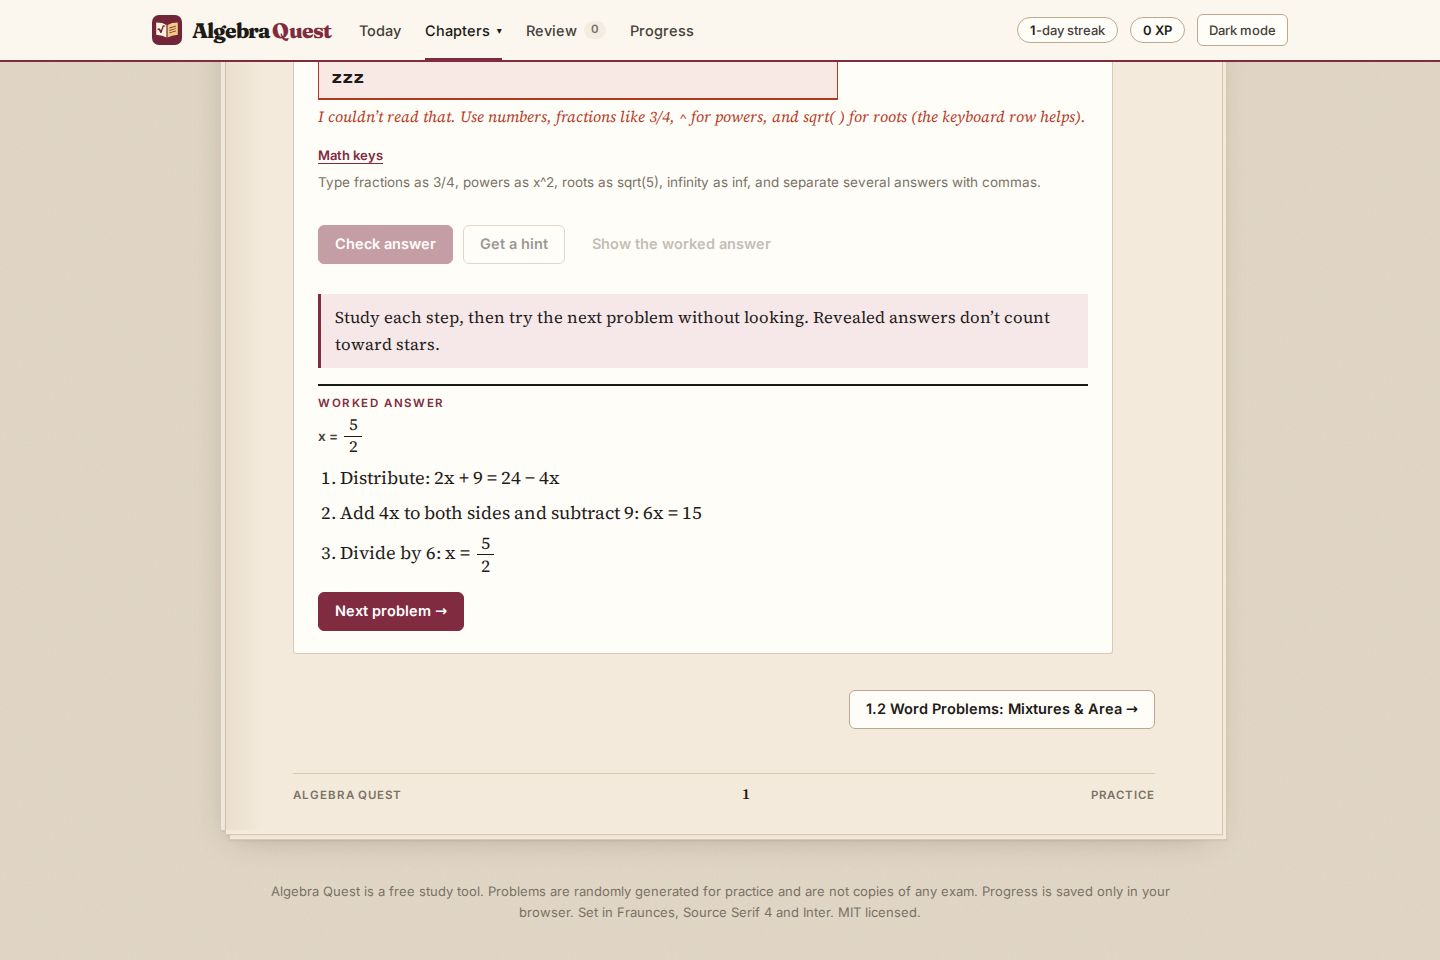 Algebra Quest Today Chapters ▾ Review 0 Progress 1-day streak 0 XP Dark mode
zzz
I couldn’t read that. Use numbers, fractions like 3/4, ^ for powers, and sqrt( ) for roots (the keyboard row helps).
Math keys
Type fractions as 3/4, powers as x^2, roots as sqrt(5), infinity as inf, and separate several answers with commas.
Check answer Get a hint Show the worked answer
Study each step, then try the next problem without looking. Revealed answers don’t count
toward stars.
WORKED ANSWER
x = 5/2
1. Distribute: 2x + 9 = 24 − 4x
2. Add 4x to both sides and subtract 9: 6x = 15
3. Divide by 6: x = 5/2
Next problem →
1.2 Word Problems: Mixtures & Area →
ALGEBRA QUEST 1 PRACTICE
Algebra Quest is a free study tool. Problems are randomly generated for practice and are not copies of any exam. Progress is saved only in your
browser. Set in Fraunces, Source Serif 4 and Inter. MIT licensed.